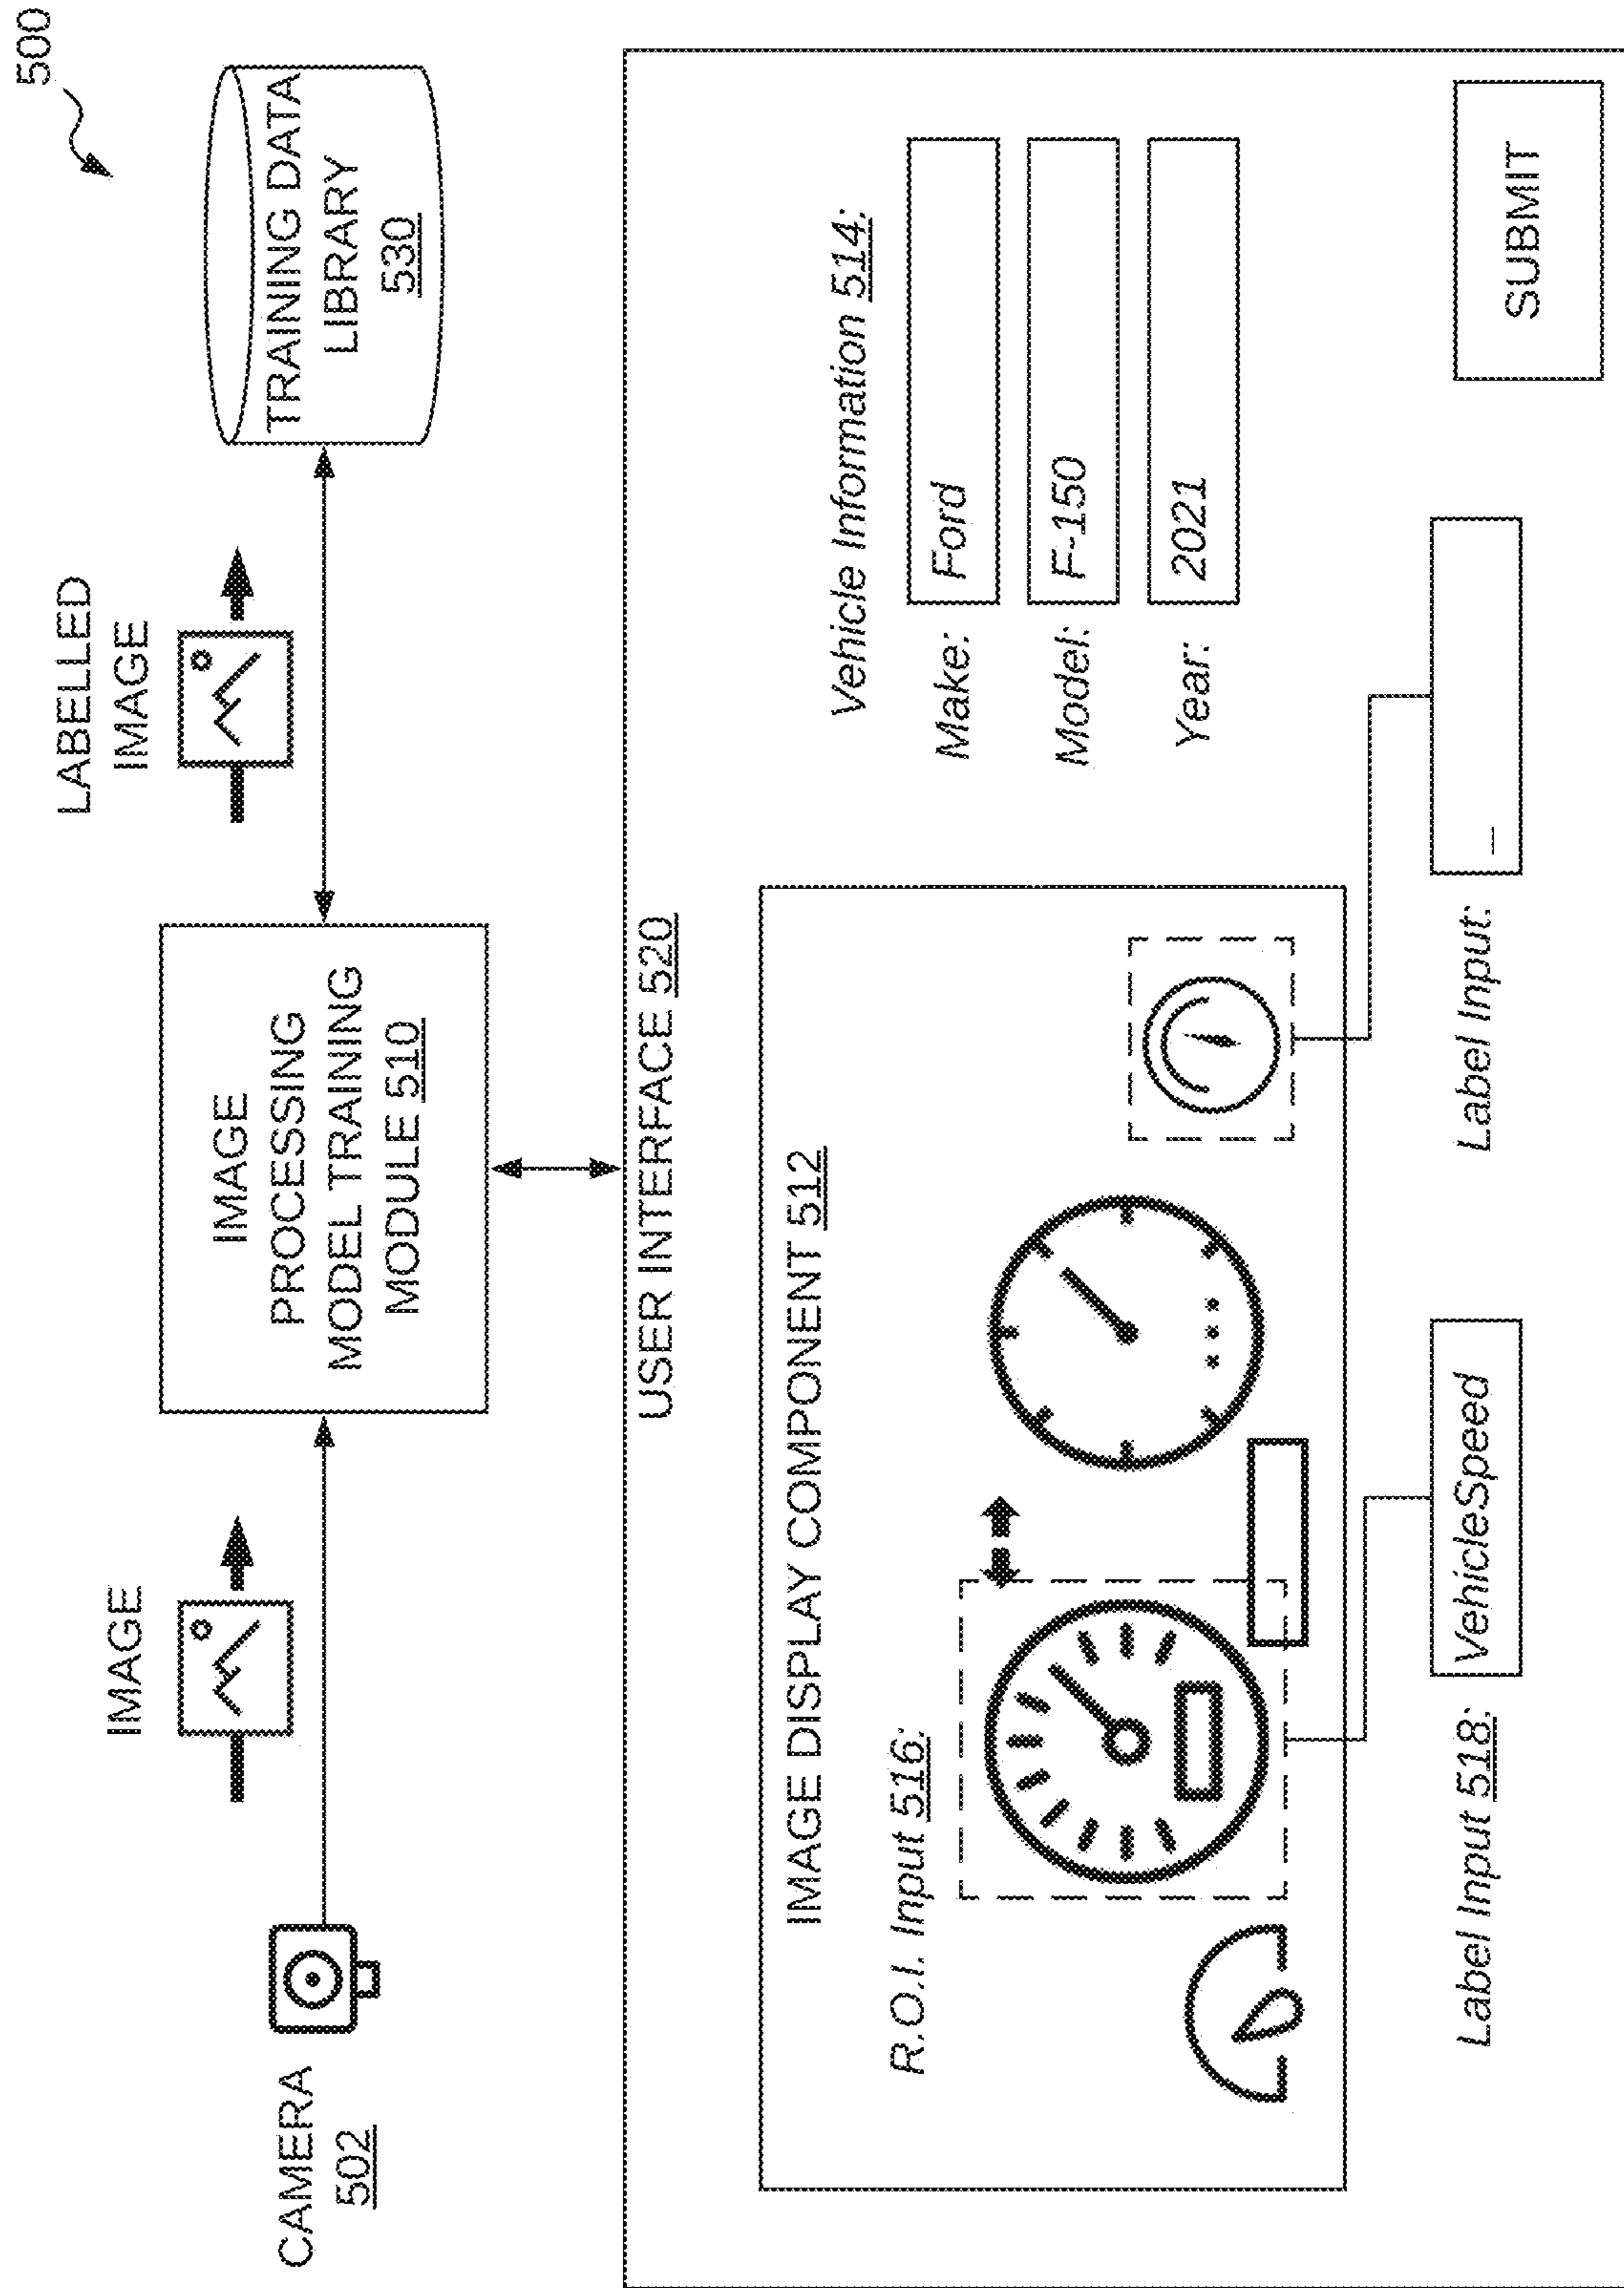 500
CAMERA
502
IMAGE
IMAGE
PROCESSING
MODEL TRAINING
MODULE 510
LABELLED
IMAGE
TRAINING DATA
LIBRARY
530
USER INTERFACE 520
IMAGE DISPLAY COMPONENT 512
R.O.I. Input 516:
Vehicle Information 514:
Make: Ford
Model: F-150
Year: 2021
Label Input 518: VehicleSpeed
Label Input: _
SUBMIT